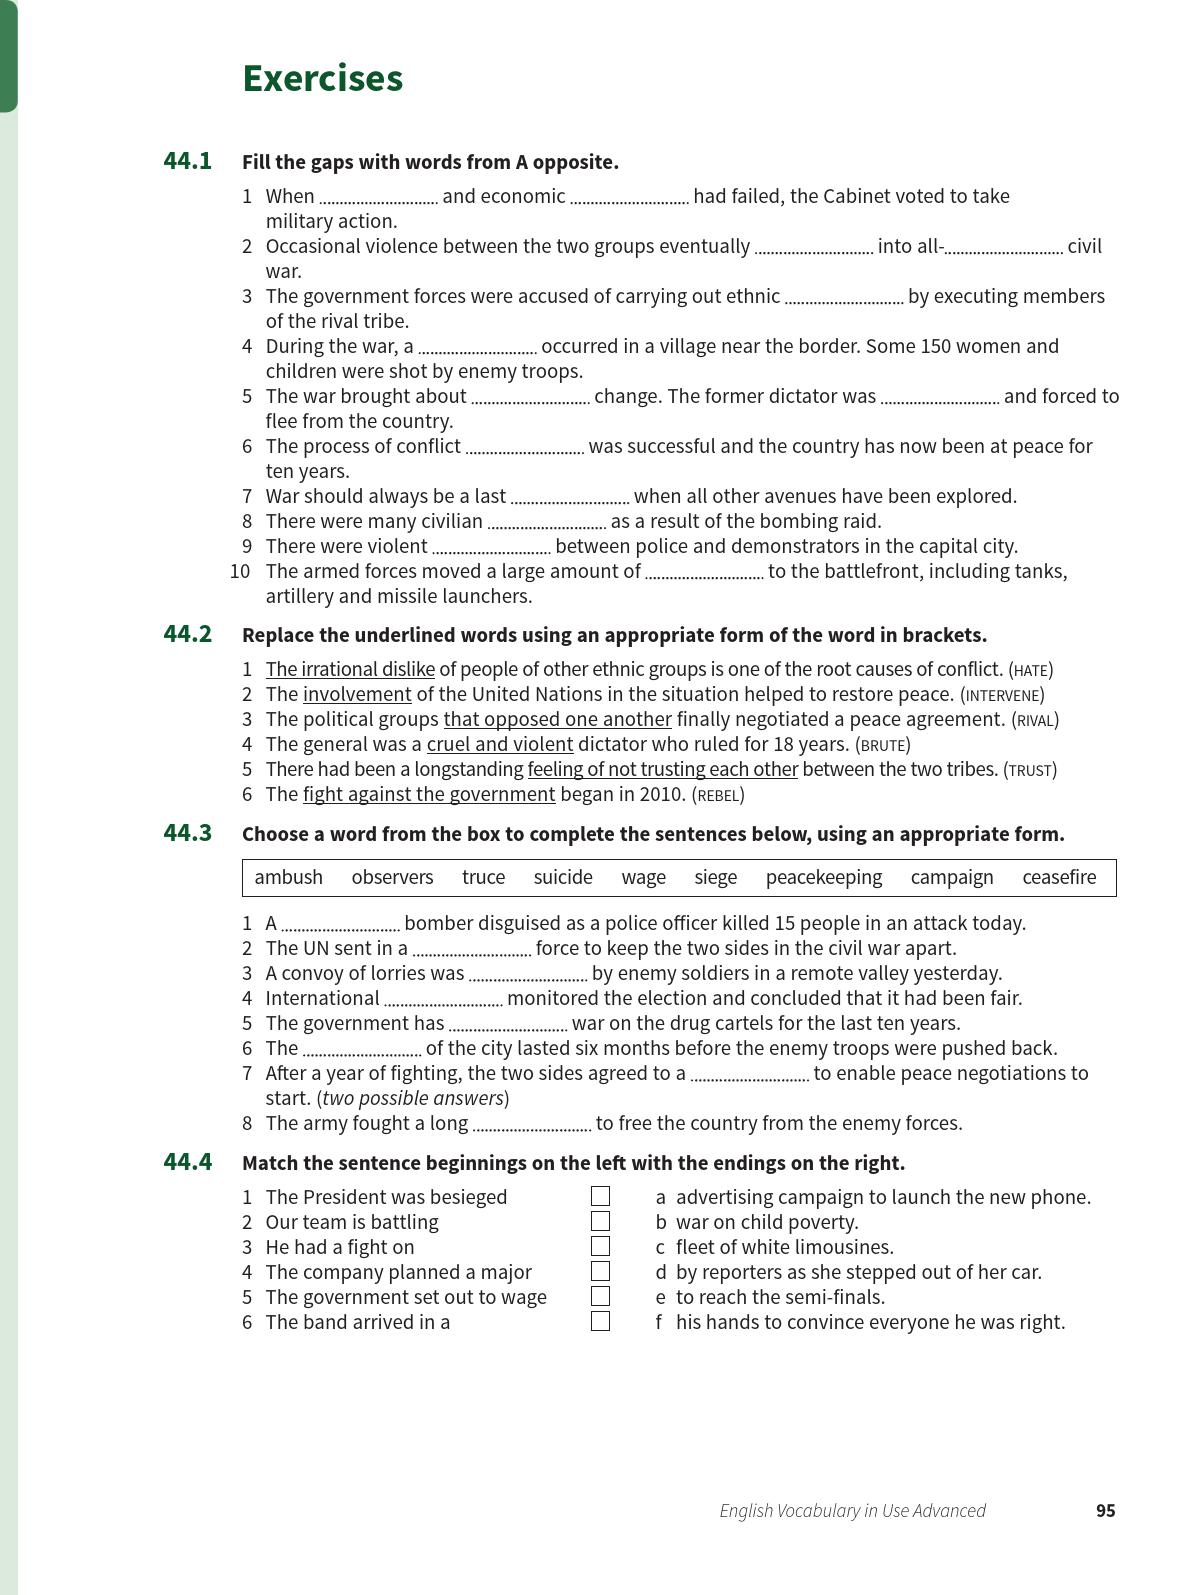 Exercises
44.1 Fill the gaps with words from A opposite.
1 When ............................. and economic ............................. had failed, the Cabinet voted to take
military action.
2 Occasional violence between the two groups eventually ............................. into all-............................. civil
war.
3 The government forces were accused of carrying out ethnic ............................. by executing members
of the rival tribe.
4 During the war, a ............................. occurred in a village near the border. Some 150 women and
children were shot by enemy troops.
5 The war brought about ............................. change. The former dictator was ............................. and forced to
flee from the country.
6 The process of conflict ............................. was successful and the country has now been at peace for
ten years.
7 War should always be a last ............................. when all other avenues have been explored.
8 There were many civilian ............................. as a result of the bombing raid.
9 There were violent ............................. between police and demonstrators in the capital city.
10 The armed forces moved a large amount of ............................. to the battlefront, including tanks,
artillery and missile launchers.
44.2 Replace the underlined words using an appropriate form of the word in brackets.
1 The irrational dislike of people of other ethnic groups is one of the root causes of conflict. (HATE)
2 The involvement of the United Nations in the situation helped to restore peace. (INTERVENE)
3 The political groups that opposed one another finally negotiated a peace agreement. (RIVAL)
4 The general was a cruel and violent dictator who ruled for 18 years. (BRUTE)
5 There had been a longstanding feeling of not trusting each other between the two tribes. (TRUST)
6 The fight against the government began in 2010. (REBEL)
44.3 Choose a word from the box to complete the sentences below, using an appropriate form.
ambush observers truce suicide wage siege peacekeeping campaign ceasefire
1 A ............................. bomber disguised as a police officer killed 15 people in an attack today.
2 The UN sent in a ............................. force to keep the two sides in the civil war apart.
3 A convoy of lorries was ............................. by enemy soldiers in a remote valley yesterday.
4 International ............................. monitored the election and concluded that it had been fair.
5 The government has ............................. war on the drug cartels for the last ten years.
6 The ............................. of the city lasted six months before the enemy troops were pushed back.
7 After a year of fighting, the two sides agreed to a ............................. to enable peace negotiations to
start. (two possible answers)
8 The army fought a long ............................. to free the country from the enemy forces.
44.4 Match the sentence beginnings on the left with the endings on the right.
1 The President was besieged a advertising campaign to launch the new phone.
2 Our team is battling b war on child poverty.
3 He had a fight on c fleet of white limousines.
4 The company planned a major d by reporters as she stepped out of her car.
5 The government set out to wage e to reach the semi-finals.
6 The band arrived in a f his hands to convince everyone he was right.
English Vocabulary in Use Advanced 95